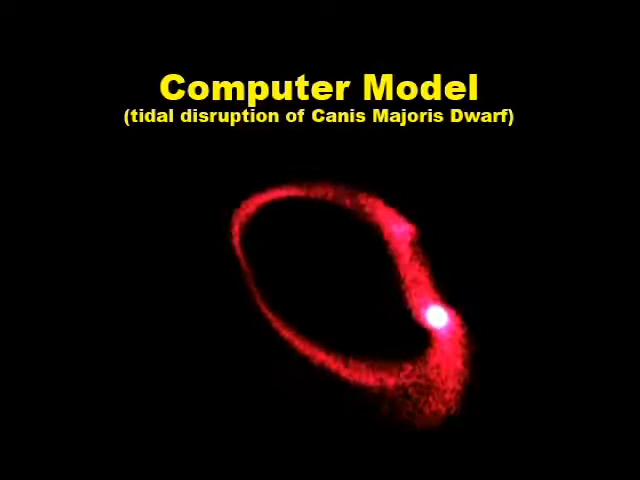 Computer Model
(tidal disruption of Canis Majoris Dwarf)